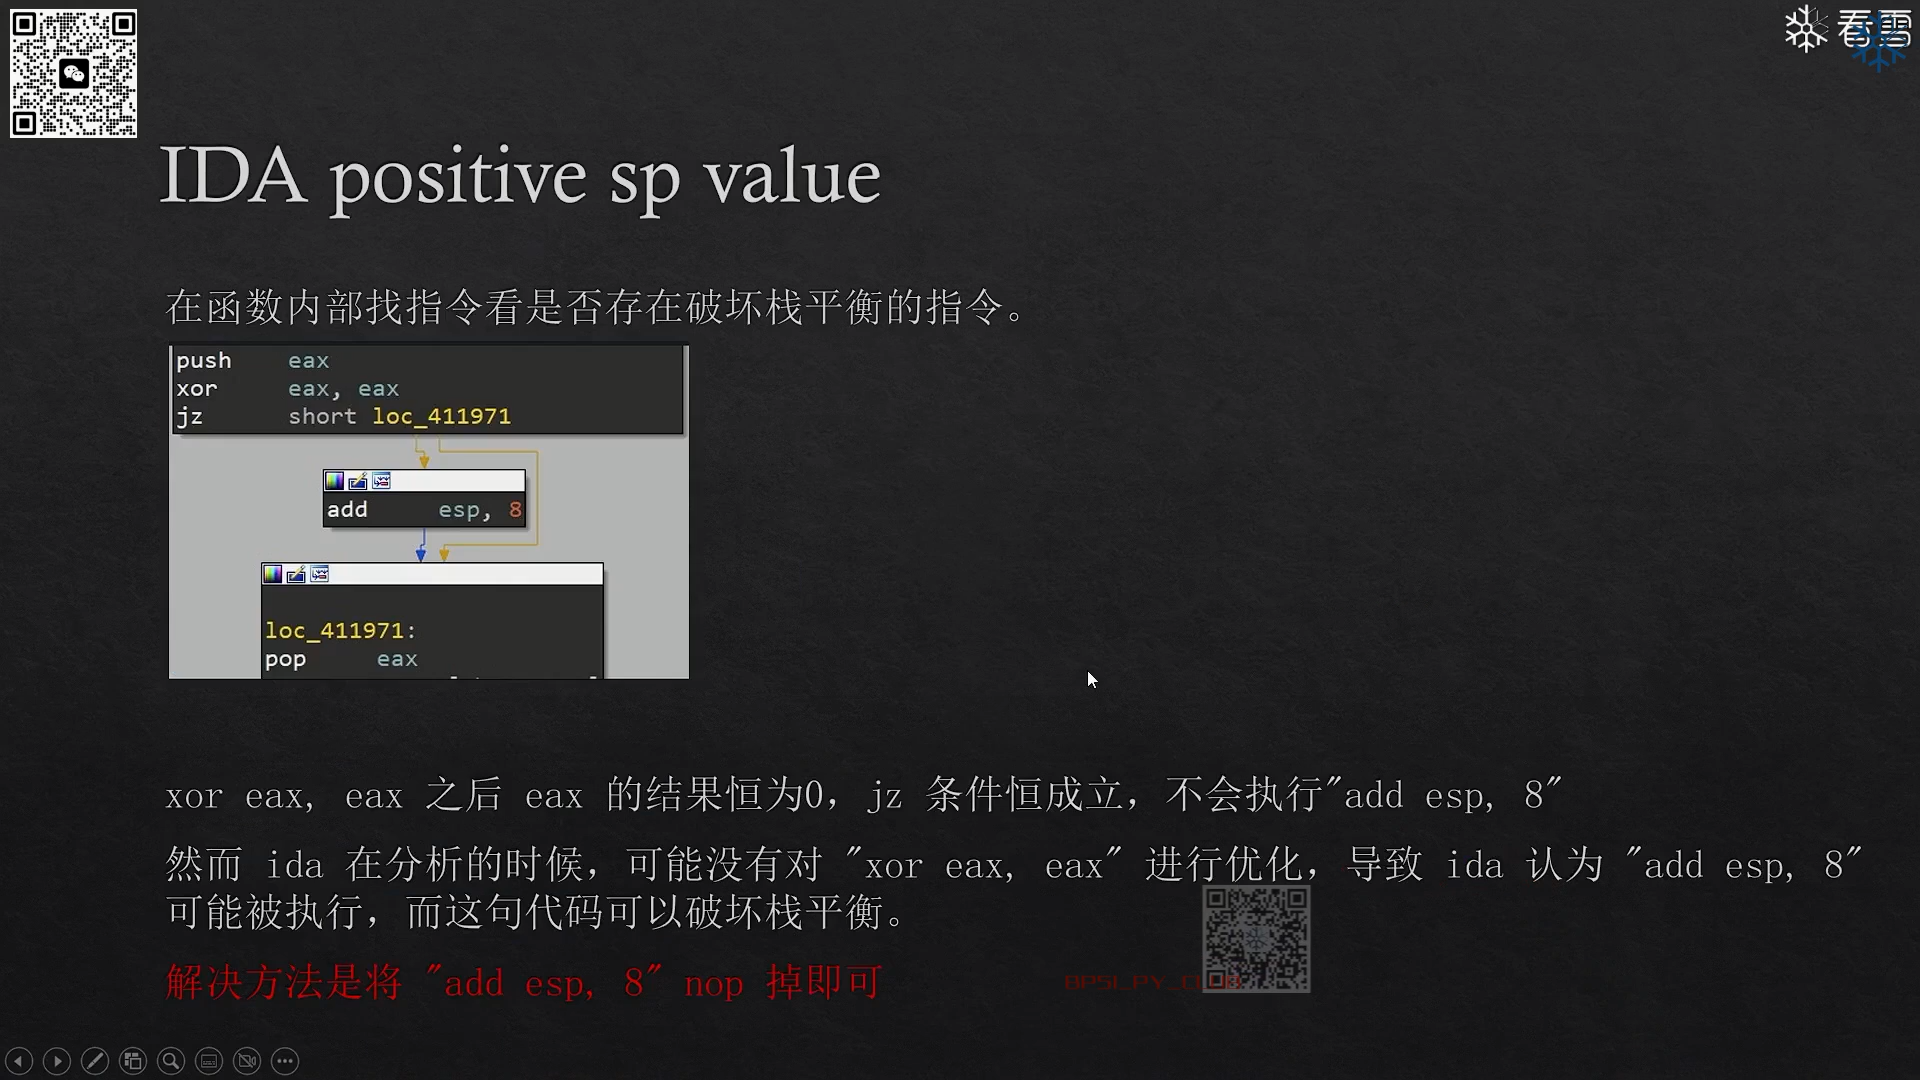 看雪
IDA positive sp value
在函数内部找指令看是否存在破坏栈平衡的指令。
push eax
xor eax, eax
jz short loc_411971
add esp, 8
loc_411971:
pop eax
xor eax, eax 之后 eax 的结果恒为0，jz 条件恒成立，不会执行"add esp, 8"
然而 ida 在分析的时候，可能没有对 "xor eax, eax" 进行优化，导致 ida 认为 "add esp, 8"
可能被执行，而这句代码可以破坏栈平衡。
解决方法是将 "add esp, 8" nop 掉即可